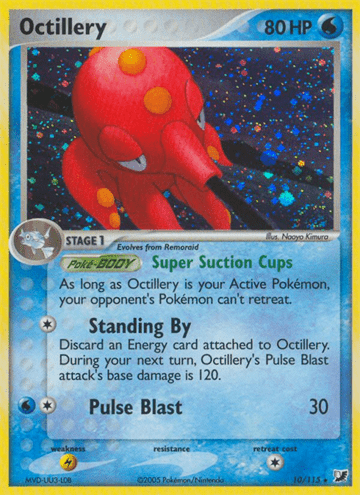 Octillery 80 HP
Illus. Naoyo Kimura
STAGE 1 Evolves from Remoraid
Poké-BODY Super Suction Cups
As long as Octillery is your Active Pokémon,
your opponent's Pokémon can't retreat.
Standing By
Discard an Energy card attached to Octillery.
During your next turn, Octillery's Pulse Blast
attack's base damage is 120.
Pulse Blast 30
weakness resistance retreat cost
MVD-UU3-LDB ©2005 Pokémon/Nintendo 10/115 ★